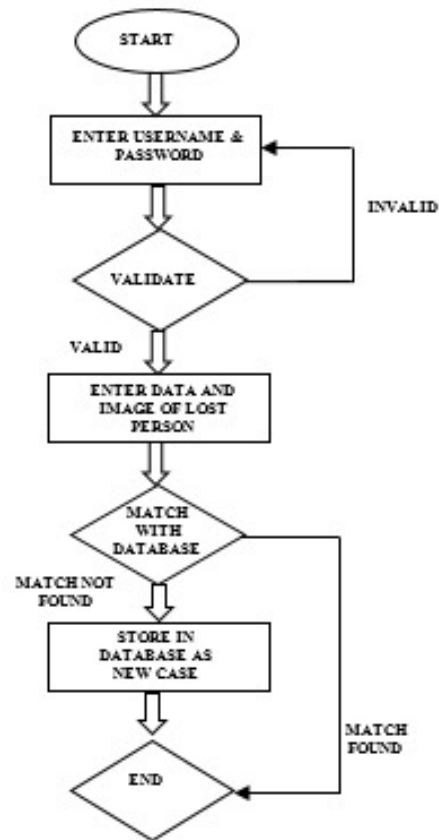 START
ENTER USERNAME &
PASSWORD
INVALID
VALIDATE
VALID
ENTER DATA AND
IMAGE OF LOST
PERSON
MATCH
WITH
DATABASE
MATCH NOT
FOUND
STORE IN
DATABASE AS
NEW CASE
MATCH
FOUND
END